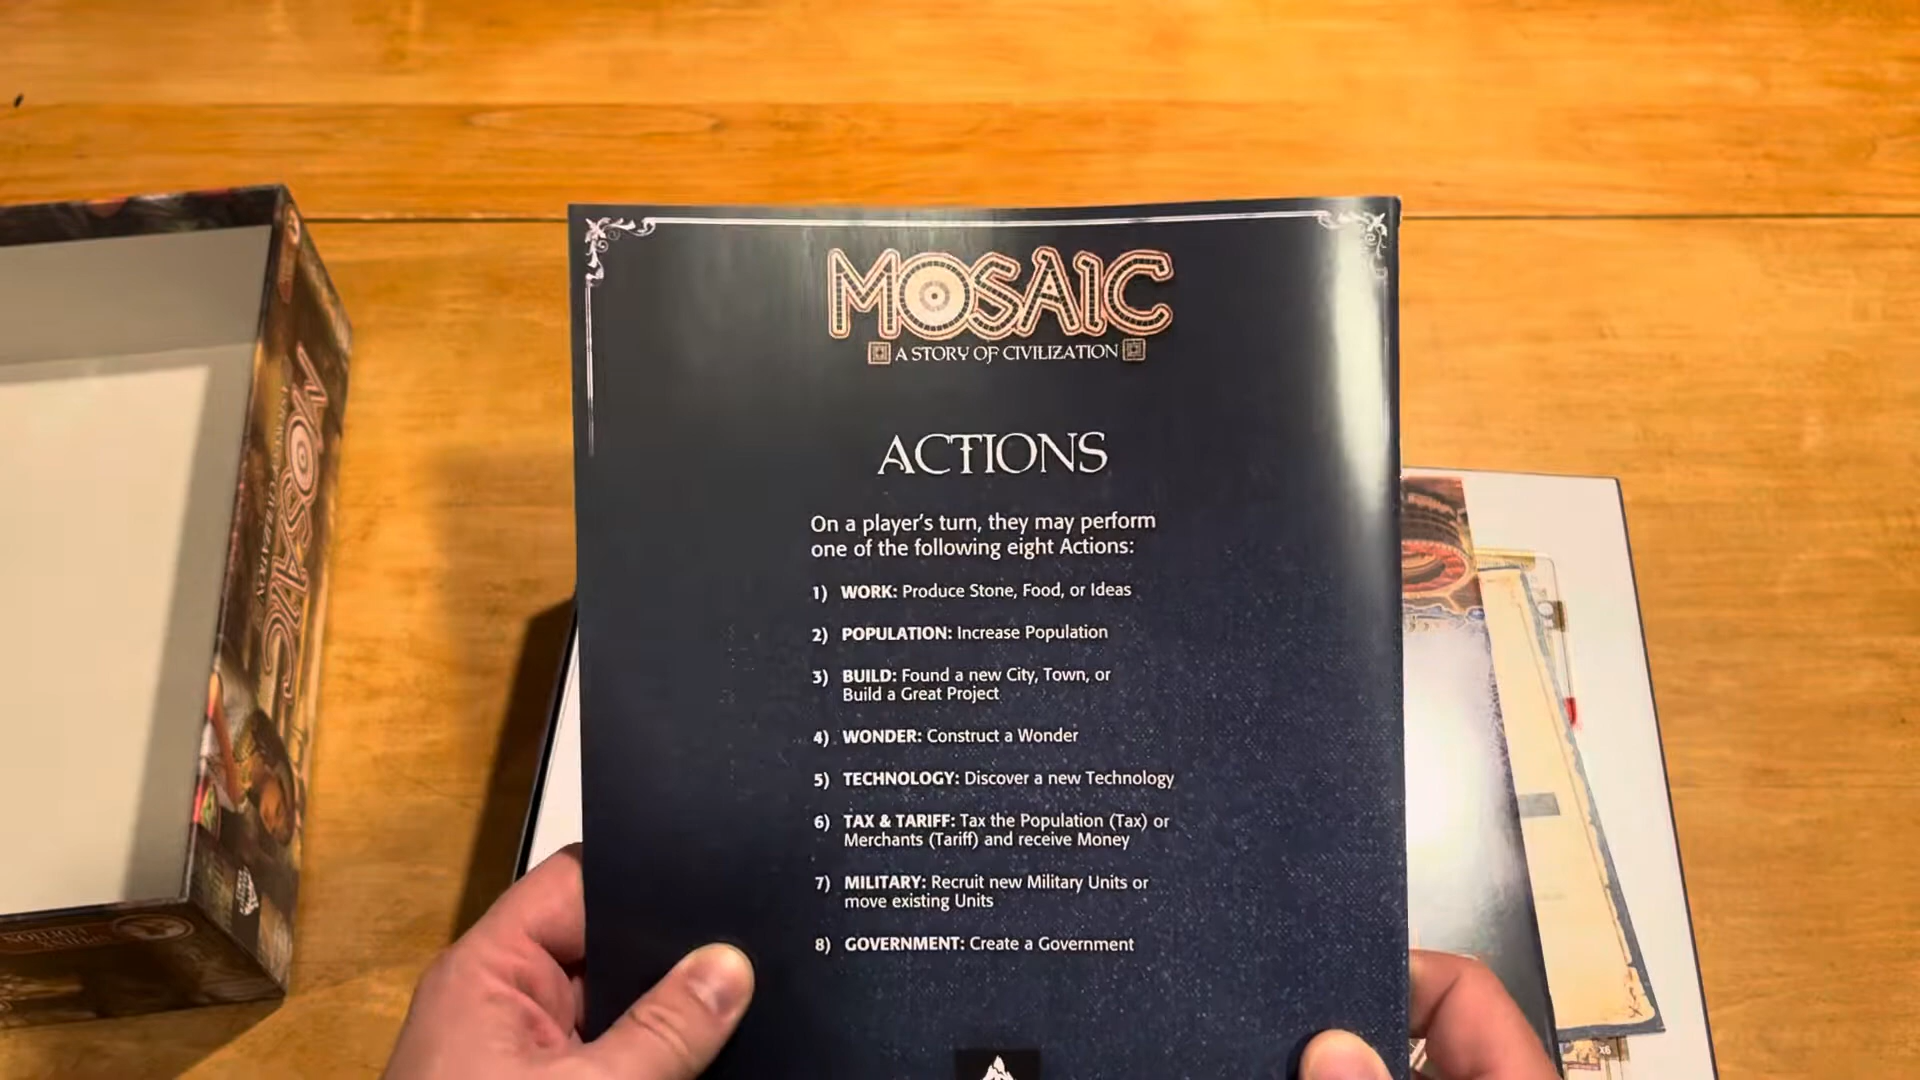 MOSAIC
A STORY OF CIVILIZATION
ACTIONS
On a player's turn, they may perform
one of the following eight Actions:
1) WORK: Produce Stone, Food, or Ideas
2) POPULATION: Increase Population
3) BUILD: Found a new City, Town, or
Build a Great Project
4) WONDER: Construct a Wonder
5) TECHNOLOGY: Discover a new Technology
6) TAX & TARIFF: Tax the Population (Tax) or
Merchants (Tariff) and receive Money
7) MILITARY: Recruit new Military Units or
move existing Units
8) GOVERNMENT: Create a Government
MOSAIC
x6